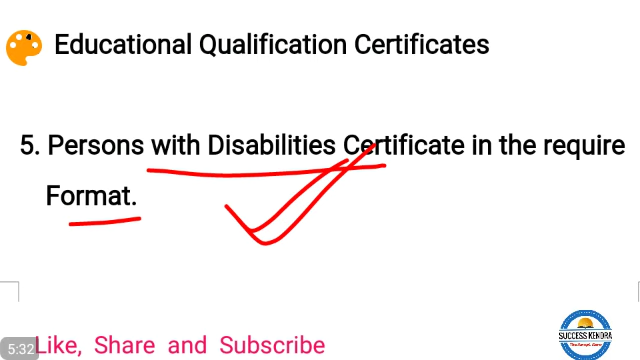 Educational Qualification Certificates
5. Persons with Disabilities Certificate in the require
Format.
SUCCESS KENDRA
5:32
Like, Share and Subscribe